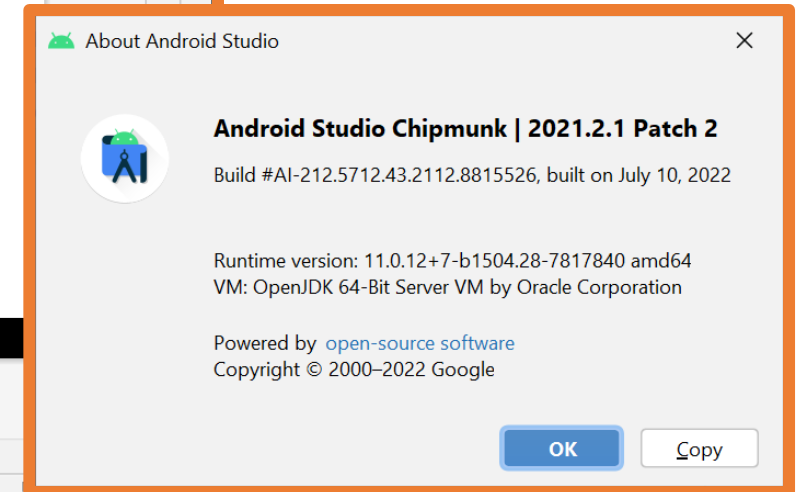 About Android Studio
Android Studio Chipmunk | 2021.2.1 Patch 2
Build #AI-212.5712.43.2112.8815526, built on July 10, 2022
Runtime version: 11.0.12+7-b1504.28-7817840 amd64
VM: OpenJDK 64-Bit Server VM by Oracle Corporation
Powered by open-source software
Copyright © 2000–2022 Google
OK
Copy